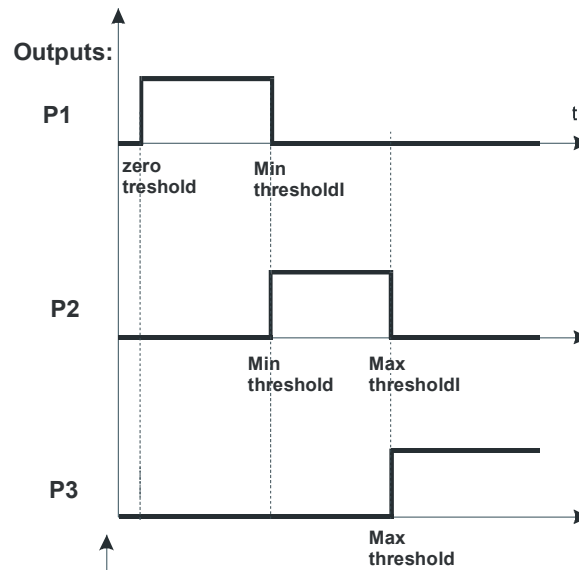 Outputs:
P1
t
zero
treshold
Min
thresholdl
P2
Min
threshold
Max
thresholdl
P3
Max
threshold